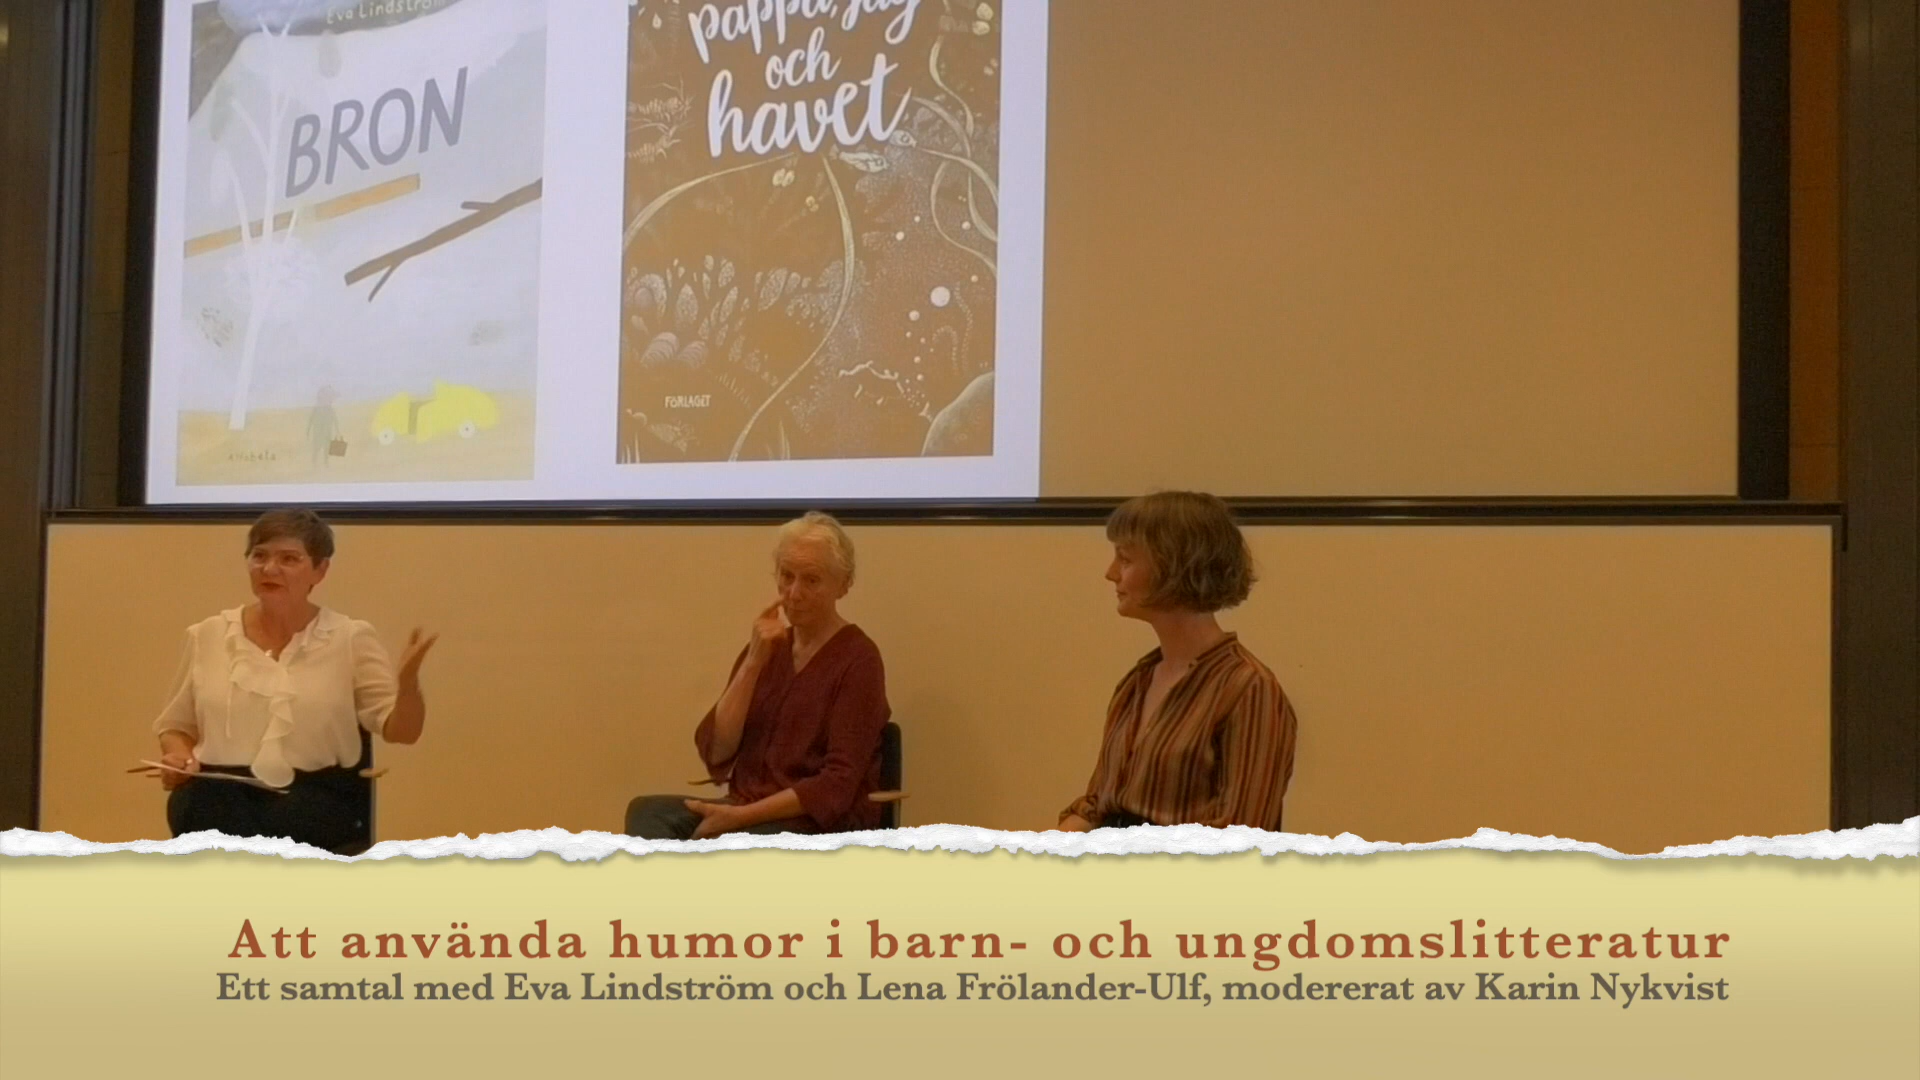 Eva Lindström
BRON
Alfabeta
pappa, jag
och
havet
FÖRLAGET
Att använda humor i barn- och ungdomslitteratur
Ett samtal med Eva Lindström och Lena Frölander-Ulf, modererat av Karin Nykvist